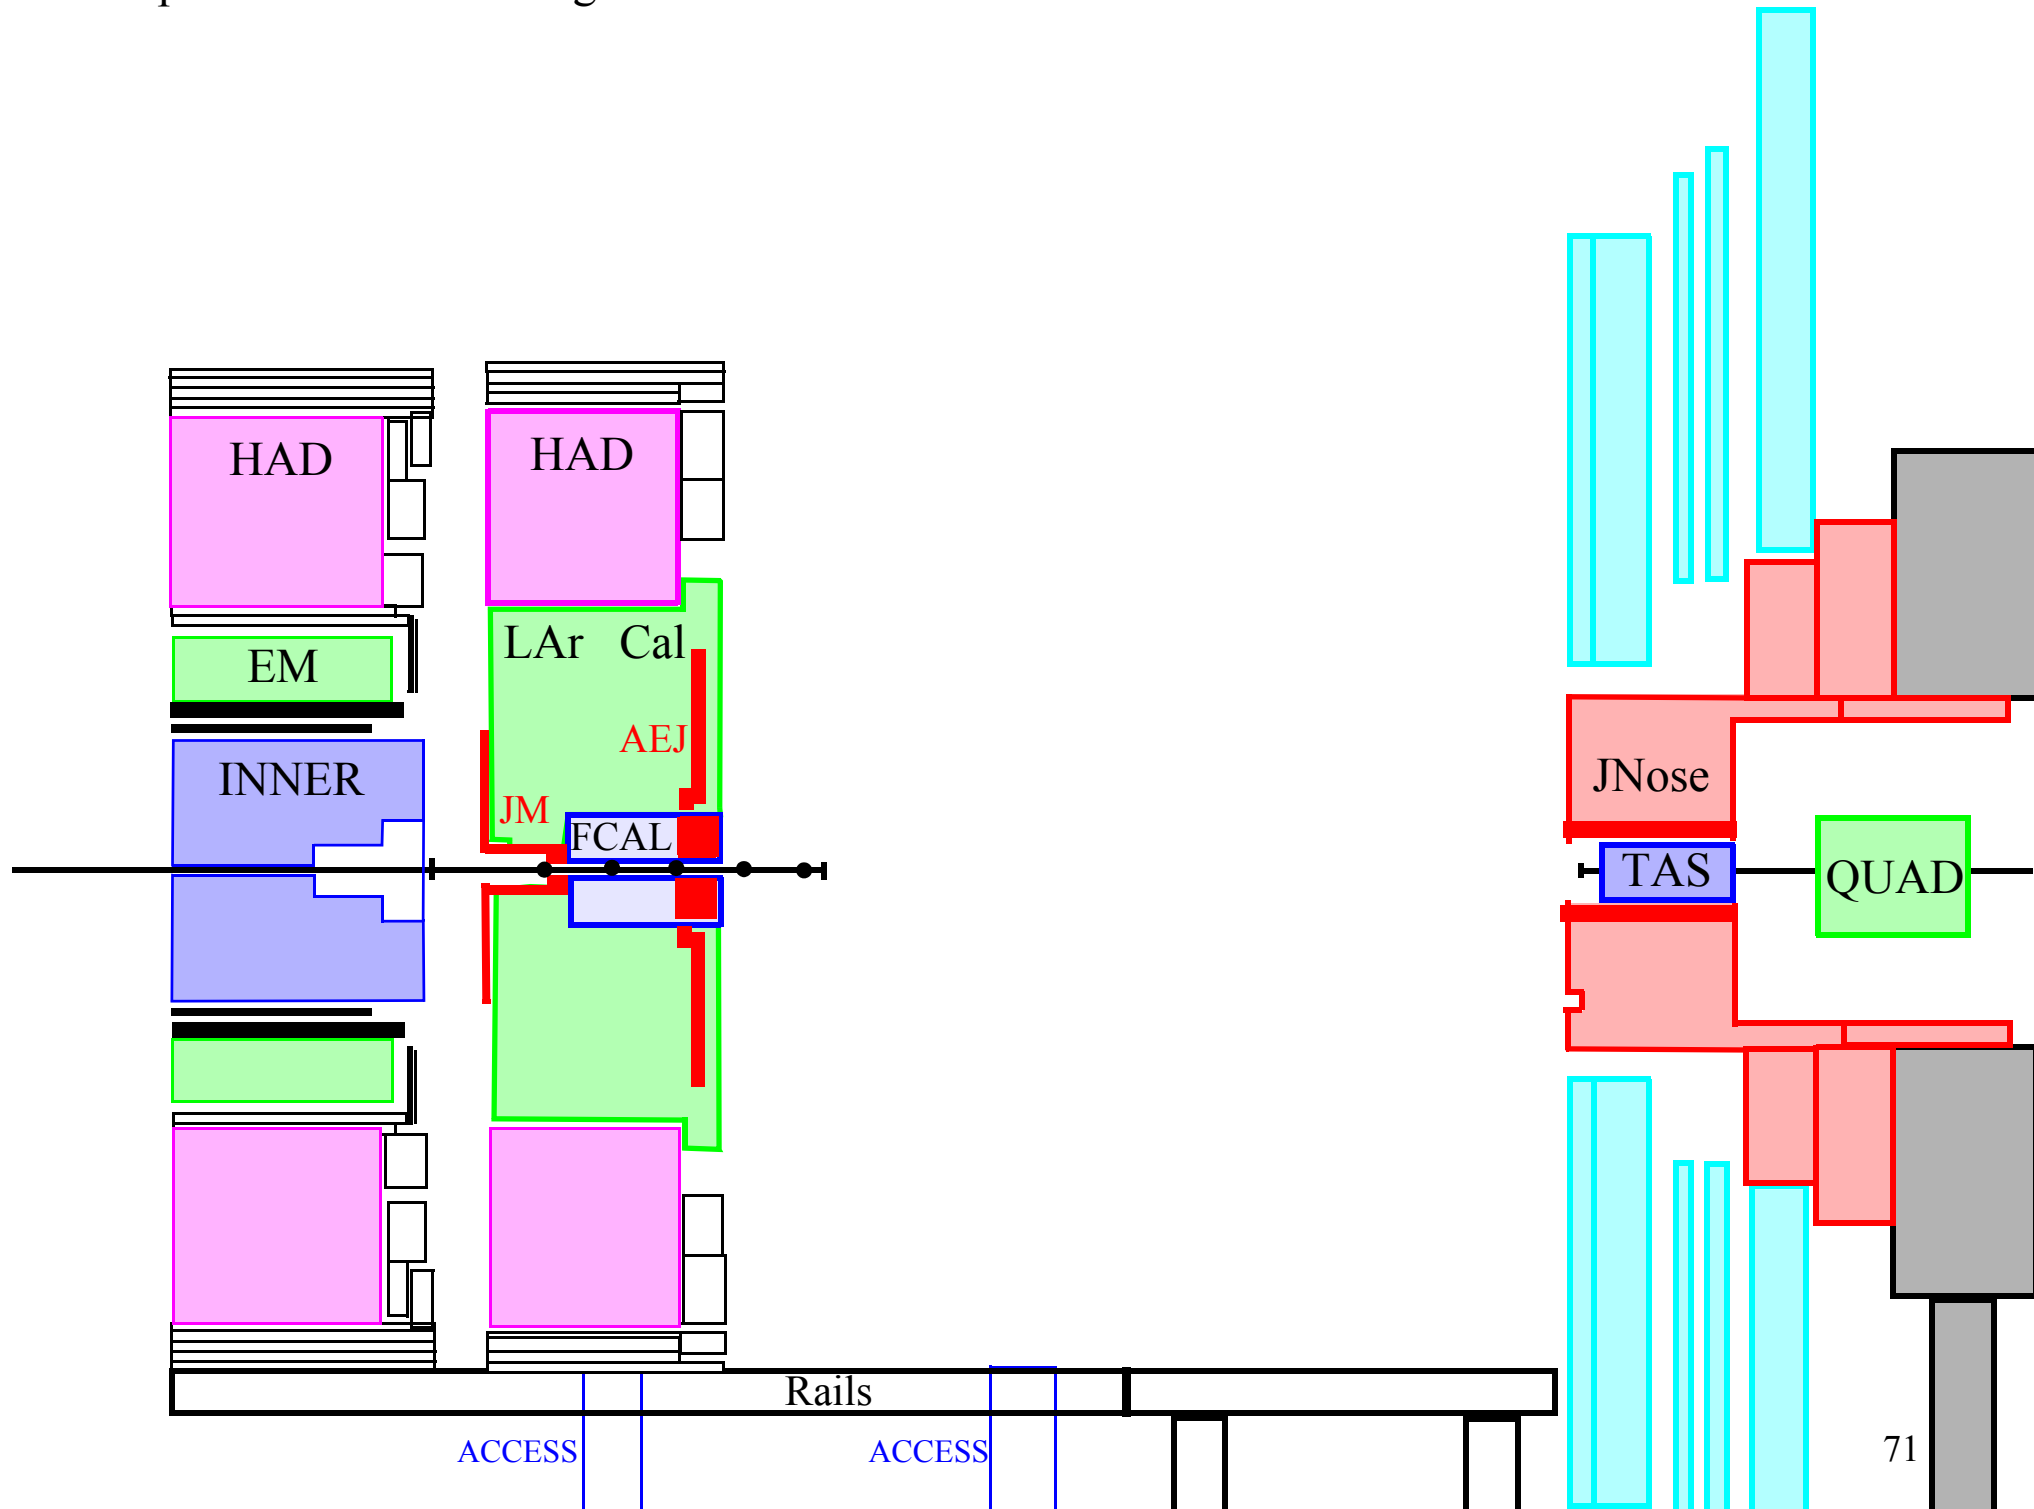 HAD
HAD
LAr Cal
EM
AEJ
INNER
JNose
JM
FCAL
TAS
QUAD
Rails
ACCESS
ACCESS
71